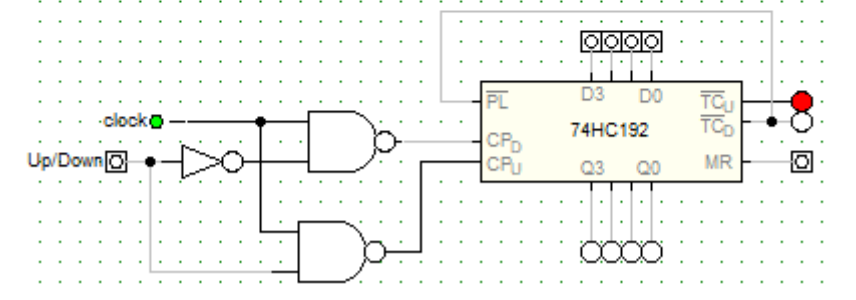 clock
Up/Down
PL
CPD
CPU
D3 D0
74HC192
Q3 Q0
TCU
TCD
MR